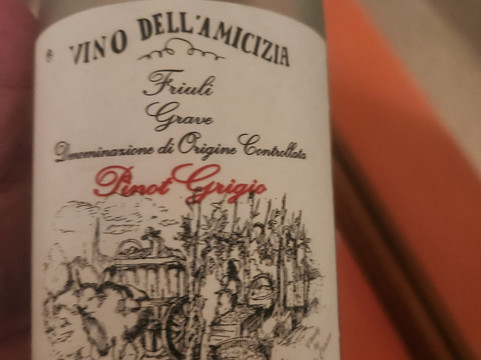 VINO DELL'AMICIZIA
Friuli
Grave
Denominazione di Origine Controllata
Pinot Grigio